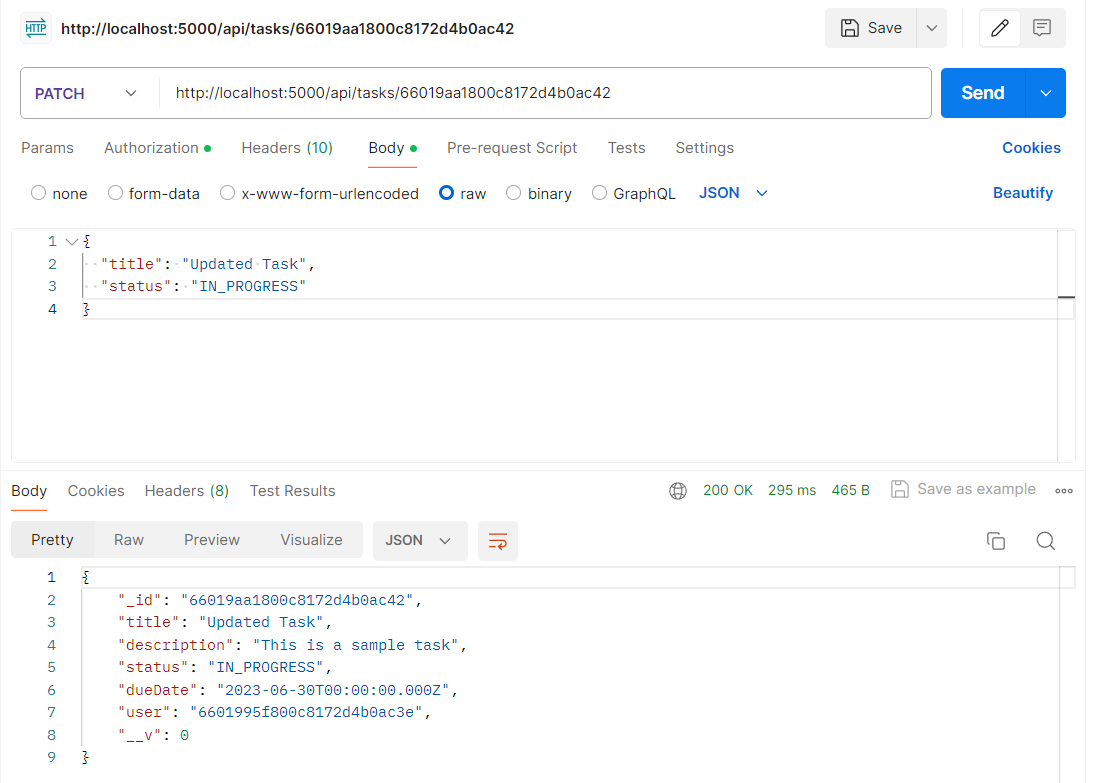 HTTP http://localhost:5000/api/tasks/66019aa1800c8172d4b0ac42 Save
PATCH http://localhost:5000/api/tasks/66019aa1800c8172d4b0ac42 Send
Params Authorization Headers (10) Body Pre-request Script Tests Settings Cookies
none form-data x-www-form-urlencoded raw binary GraphQL JSON Beautify
1 {
2 "title": "Updated Task",
3 "status": "IN_PROGRESS"
4 }
Body Cookies Headers (8) Test Results 200 OK 295 ms 465 B Save as example
Pretty Raw Preview Visualize JSON
1 {
2 "_id": "66019aa1800c8172d4b0ac42",
3 "title": "Updated Task",
4 "description": "This is a sample task",
5 "status": "IN_PROGRESS",
6 "dueDate": "2023-06-30T00:00:00.000Z",
7 "user": "6601995f800c8172d4b0ac3e",
8 "__v": 0
9 }